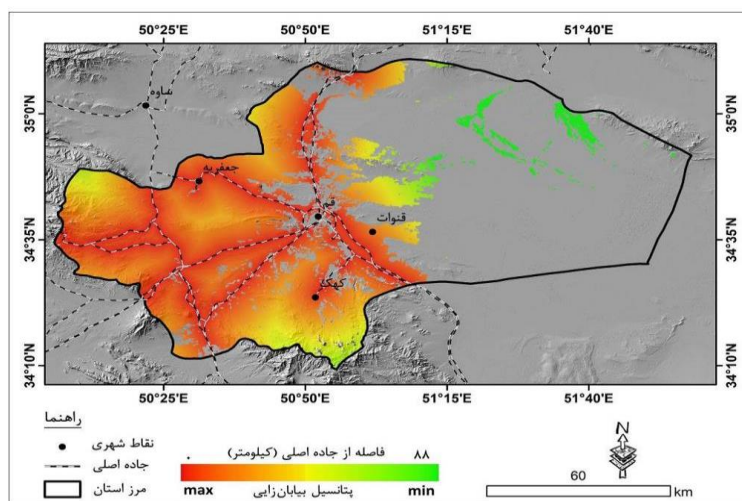 50°25'E 50°50'E 51°15'E 51°40'E
ساوه
35°0'N 35°0'N
جعفریه
قم
قنوات
34°35'N 34°35'N
کهک
34°10'N 34°10'N
50°25'E 50°50'E 51°15'E 51°40'E
راهنما
نقاط شهری
جاده اصلی
مرز استان
۰ فاصله از جاده اصلی (کیلومتر) ۸۸
max پتانسیل بیابان‌زایی min
N
60
km